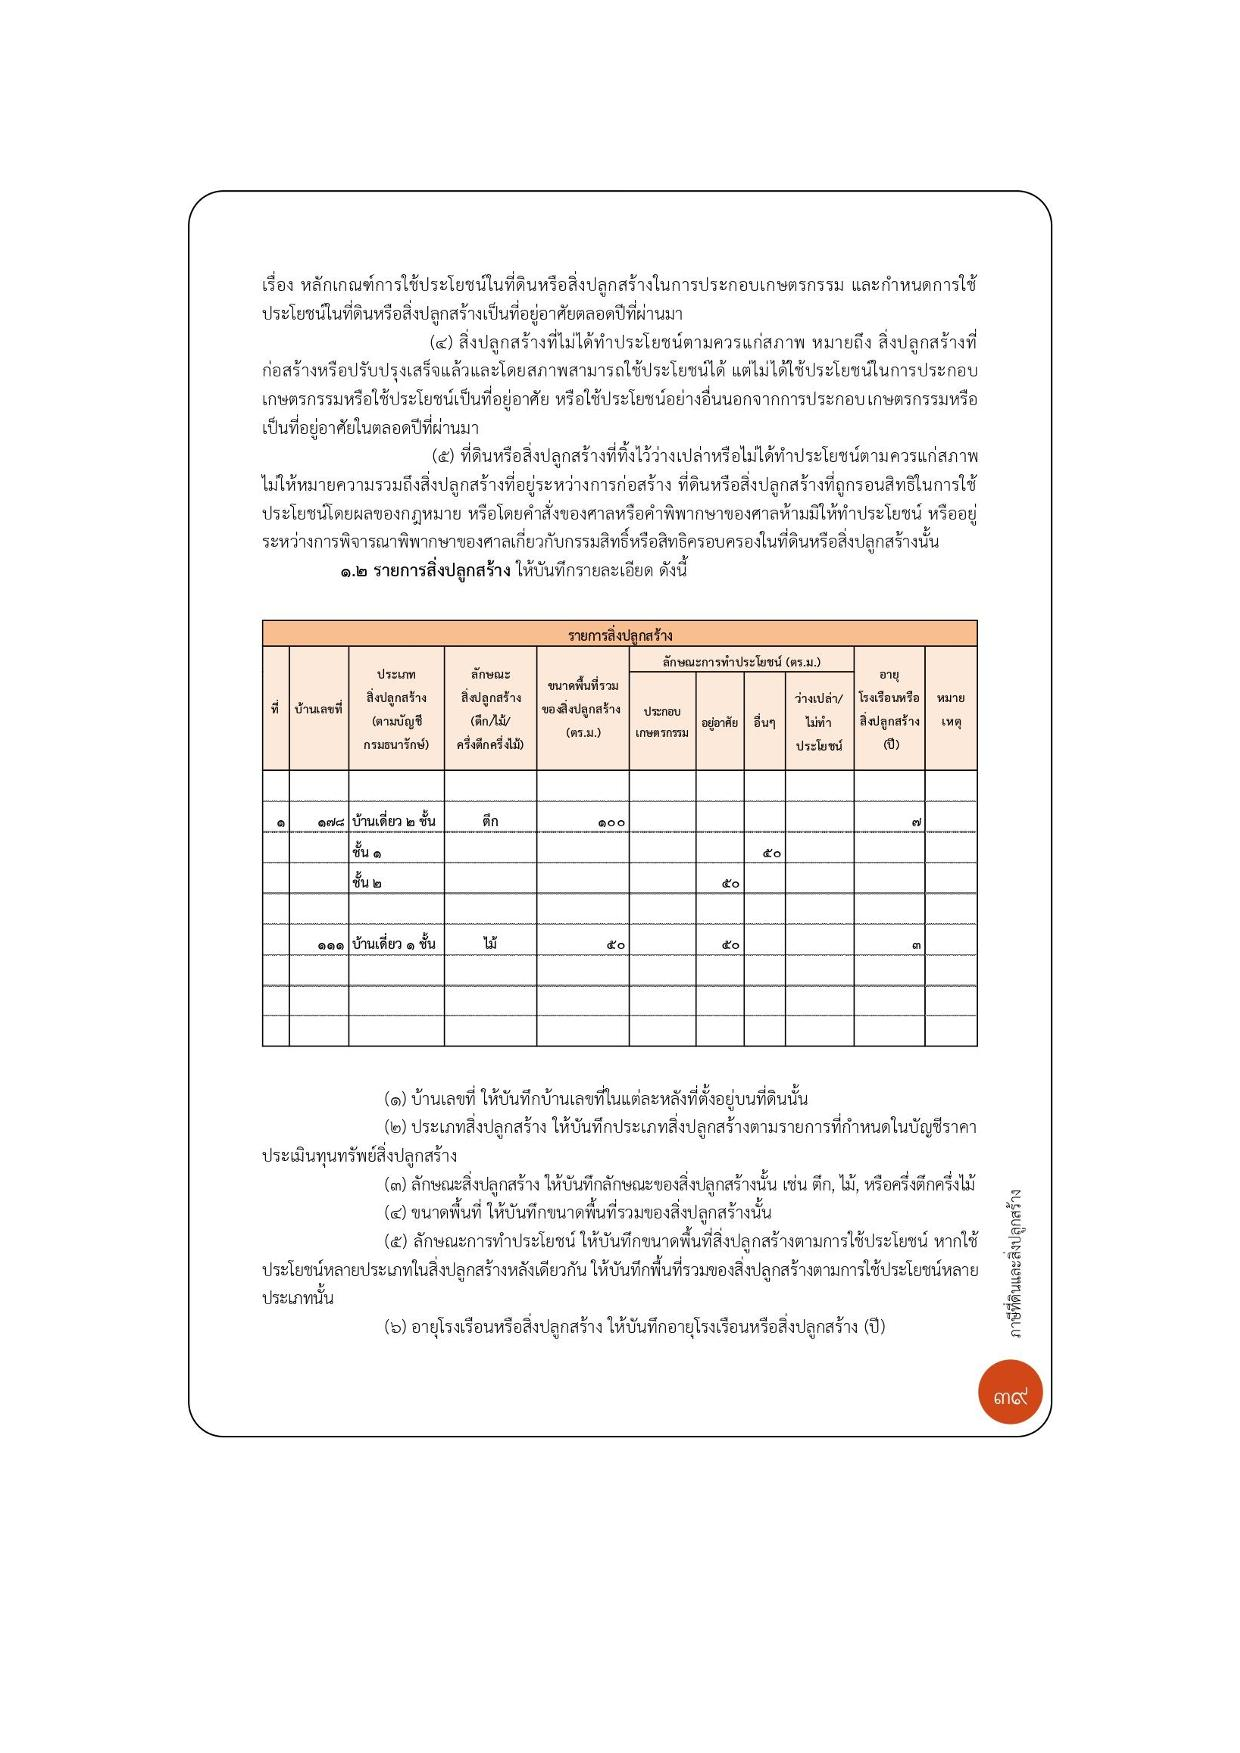 เรื่อง หลักเกณฑ์การใช้ประโยชน์ในที่ดินหรือสิ่งปลูกสร้างในการประกอบเกษตรกรรม และกำหนดการใช้
ประโยชน์ในที่ดินหรือสิ่งปลูกสร้างเป็นที่อยู่อาศัยตลอดปีที่ผ่านมา
(๔) สิ่งปลูกสร้างที่ไม่ได้ทำประโยชน์ตามควรแก่สภาพ หมายถึง สิ่งปลูกสร้างที่
ก่อสร้างหรือปรับปรุงเสร็จแล้วและโดยสภาพสามารถใช้ประโยชน์ได้ แต่ไม่ได้ใช้ประโยชน์ในการประกอบ
เกษตรกรรมหรือใช้ประโยชน์เป็นที่อยู่อาศัย หรือใช้ประโยชน์อย่างอื่นนอกจากการประกอบเกษตรกรรมหรือ
เป็นที่อยู่อาศัยในตลอดปีที่ผ่านมา
(๕) ที่ดินหรือสิ่งปลูกสร้างที่ทิ้งไว้ว่างเปล่าหรือไม่ได้ทำประโยชน์ตามควรแก่สภาพ
ไม่ให้หมายความรวมถึงสิ่งปลูกสร้างที่อยู่ระหว่างการก่อสร้าง ที่ดินหรือสิ่งปลูกสร้างที่ถูกรอนสิทธิในการใช้
ประโยชน์โดยผลของกฎหมาย หรือโดยคำสั่งของศาลหรือคำพิพากษาของศาลห้ามมิให้ทำประโยชน์ หรืออยู่
ระหว่างการพิจารณาพิพากษาของศาลเกี่ยวกับกรรมสิทธิ์หรือสิทธิครอบครองในที่ดินหรือสิ่งปลูกสร้างนั้น
๑.๒ รายการสิ่งปลูกสร้าง ให้บันทึกรายละเอียด ดังนี้
รายการสิ่งปลูกสร้าง
ที่ บ้านเลขที่ ประเภท สิ่งปลูกสร้าง (ตามบัญชี กรมธนารักษ์) ลักษณะ สิ่งปลูกสร้าง (ตึก/ไม้/ ครึ่งตึกครึ่งไม้) ขนาดพื้นที่รวม ของสิ่งปลูกสร้าง (ตร.ม.) ลักษณะการทำประโยชน์ (ตร.ม.) อายุ โรงเรือนหรือ สิ่งปลูกสร้าง (ปี) หมาย เหตุ
ประกอบ เกษตรกรรม อยู่อาศัย อื่นๆ ว่างเปล่า/ ไม่ทำ ประโยชน์
๑ ๑๗๘ บ้านเดี่ยว ๒ ชั้น ตึก ๑๐๐ ๗
ชั้น ๑ ๕๐
ชั้น ๒ ๕๐
๑๑๑ บ้านเดี่ยว ๑ ชั้น ไม้ ๕๐ ๕๐ ๓
(๑) บ้านเลขที่ ให้บันทึกบ้านเลขที่ในแต่ละหลังที่ตั้งอยู่บนที่ดินนั้น
(๒) ประเภทสิ่งปลูกสร้าง ให้บันทึกประเภทสิ่งปลูกสร้างตามรายการที่กำหนดในบัญชีราคา
ประเมินทุนทรัพย์สิ่งปลูกสร้าง
(๓) ลักษณะสิ่งปลูกสร้าง ให้บันทึกลักษณะของสิ่งปลูกสร้างนั้น เช่น ตึก, ไม้, หรือครึ่งตึกครึ่งไม้
(๔) ขนาดพื้นที่ ให้บันทึกขนาดพื้นที่รวมของสิ่งปลูกสร้างนั้น
(๕) ลักษณะการทำประโยชน์ ให้บันทึกขนาดพื้นที่สิ่งปลูกสร้างตามการใช้ประโยชน์ หากใช้
ประโยชน์หลายประเภทในสิ่งปลูกสร้างหลังเดียวกัน ให้บันทึกพื้นที่รวมของสิ่งปลูกสร้างตามการใช้ประโยชน์หลาย
ประเภทนั้น
(๖) อายุโรงเรือนหรือสิ่งปลูกสร้าง ให้บันทึกอายุโรงเรือนหรือสิ่งปลูกสร้าง (ปี)
ภาษีที่ดินและสิ่งปลูกสร้าง
๓๙